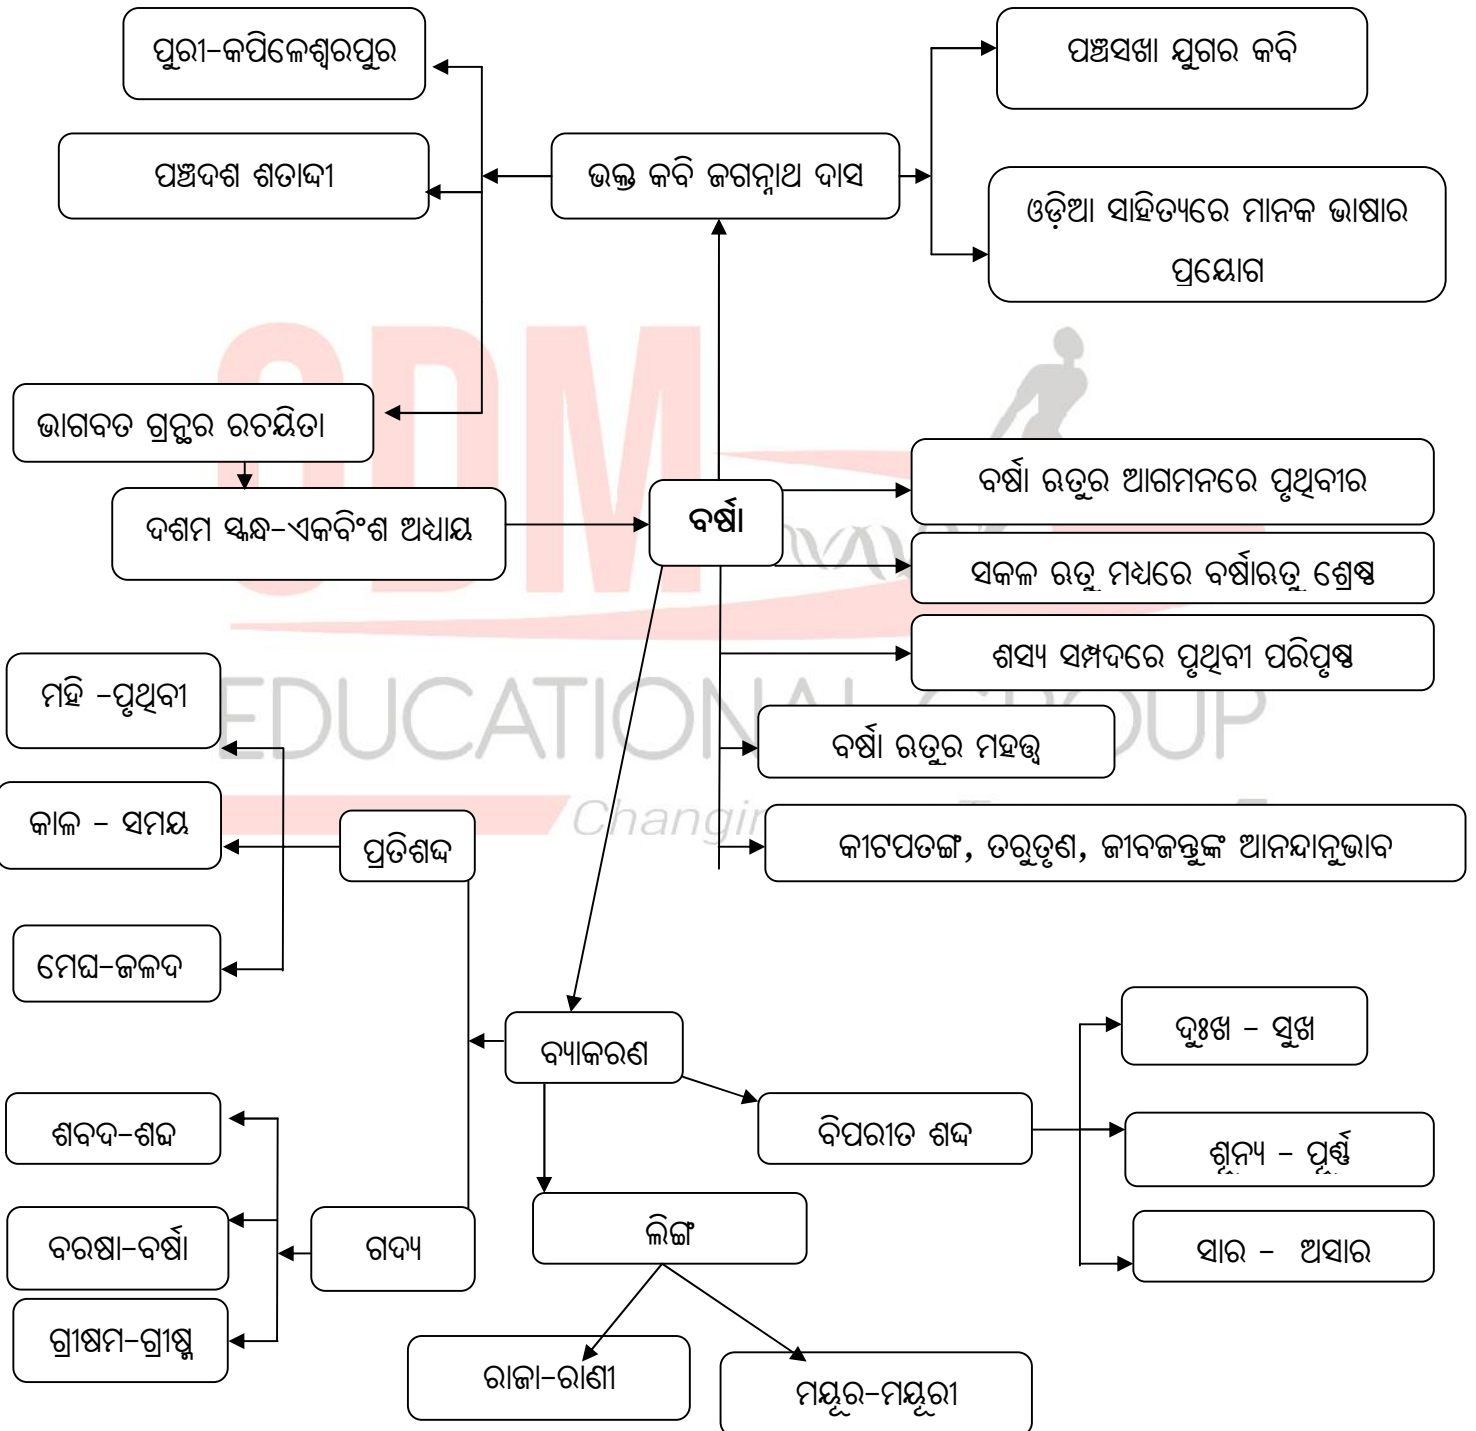 ପୁରୀ-କପିଳେଶ୍ୱରପୁର
ପଞ୍ଚସଖା ଯୁଗର କବି
ପଞ୍ଚଦଶ ଶତାବ୍ଦୀ
ଭକ୍ତ କବି ଜଗନ୍ନାଥ ଦାସ
ଓଡ଼ିଆ ସାହିତ୍ୟରେ ମାନକ ଭାଷାର
ପ୍ରୟୋଗ
ଭାଗବତ ଗ୍ରନ୍ଥର ରଚୟିତା
ବର୍ଷା ଋତୁର ଆଗମନରେ ପୃଥିବୀର
ଦଶମ ସ୍କନ୍ଧ-ଏକବିଂଶ ଅଧ୍ୟାୟ
ବର୍ଷା
ସକଳ ଋତୁ ମଧ୍ୟରେ ବର୍ଷାଋତୁ ଶ୍ରେଷ୍ଠ
ଶସ୍ୟ ସମ୍ପଦରେ ପୃଥିବୀ ପରିପୃଷ୍ଠ
ମହି -ପୃଥିବୀ
EDUCATIONAL GROUP
ବର୍ଷା ଋତୁର ମହତ୍ତ୍ୱ
କାଳ - ସମୟ
ପ୍ରତିଶବ୍ଦ
କୀଟପତଙ୍ଗ, ତରୁତୃଣ, ଜୀବଜନ୍ତୁଙ୍କ ଆନନ୍ଦାନୁଭାବ
ମେଘ-ଜଳଦ
ବ୍ୟାକରଣ
ଦୁଃଖ - ସୁଖ
ଶବଦ-ଶବ୍ଦ
ବିପରୀତ ଶବ୍ଦ
ଶୂନ୍ୟ - ପୂର୍ଣ୍ଣ
ବରଷା-ବର୍ଷା
ଗଦ୍ୟ
ଲିଙ୍ଗ
ସାର - ଅସାର
ଗ୍ରୀଷମ-ଗ୍ରୀଷ୍ମ
ରାଜା-ରାଣୀ
ମୟୂର-ମୟୂରୀ